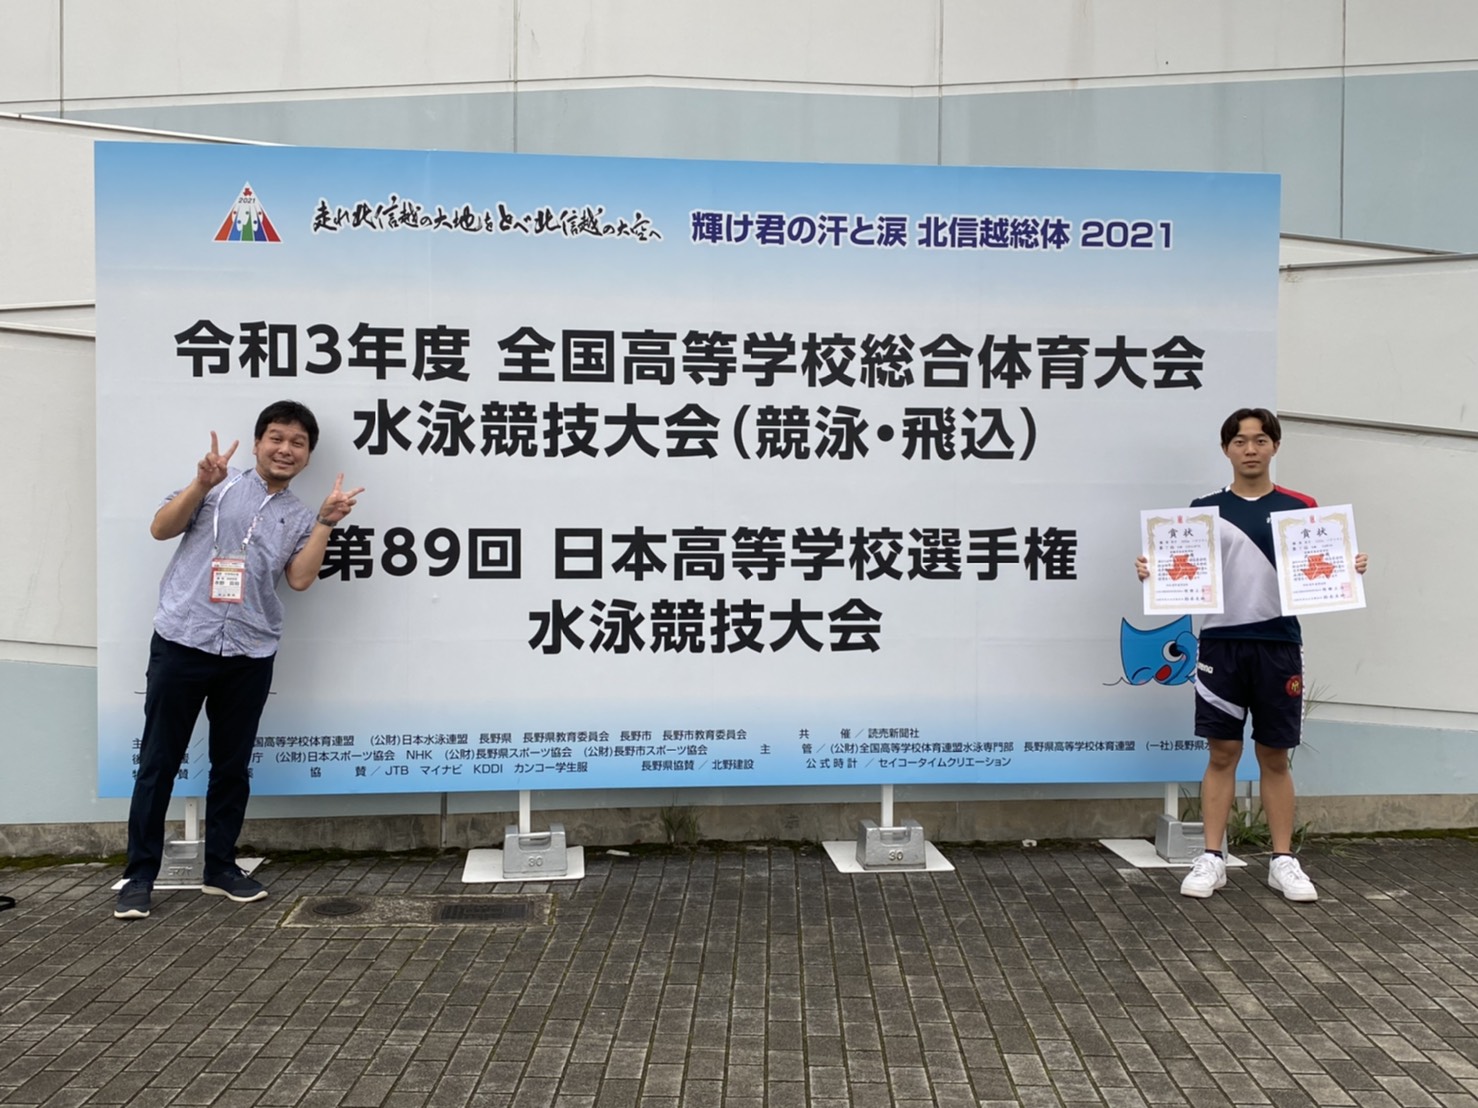 2021
走れ北信越の大地をとべ北信越の大空へ 輝け君の汗と涙 北信越総体 2021
令和3年度 全国高等学校総合体育大会
水泳競技大会(競泳・飛込)
第89回 日本高等学校選手権
水泳競技大会
賞状 賞状
主 国高等学校体育連盟 (公財)日本水泳連盟 長野県 長野県教育委員会 長野市 長野市教育委員会 共催/読売新聞社
後 庁 (公財)日本スポーツ協会 NHK (公財)長野県スポーツ協会 (公財)長野市スポーツ協会 主管/(公財)全国高等学校体育連盟水泳専門部 長野県高等学校体育連盟 (一社)長野県水
特 協賛/JTB マイナビ KDDI カンコー学生服 長野県協賛/北野建設 公式時計/セイコータイムクリエーション
30 30